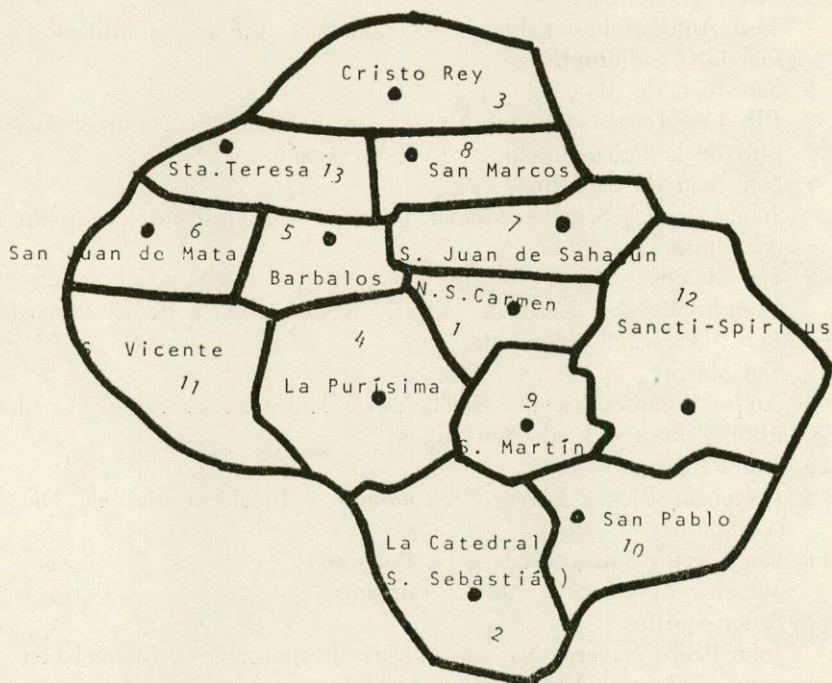 Cristo Rey
3
Sta. Teresa 13
8
San Marcos
6
San Juan de Mata
5
Barbalos
7
S. Juan de Sahagún
N.S. Carmen
1
12
Sancti-Spiritus
S. Vicente
11
4
La Purísima
9
S. Martín
San Pablo
10
La Catedral
S. Sebastián)
2